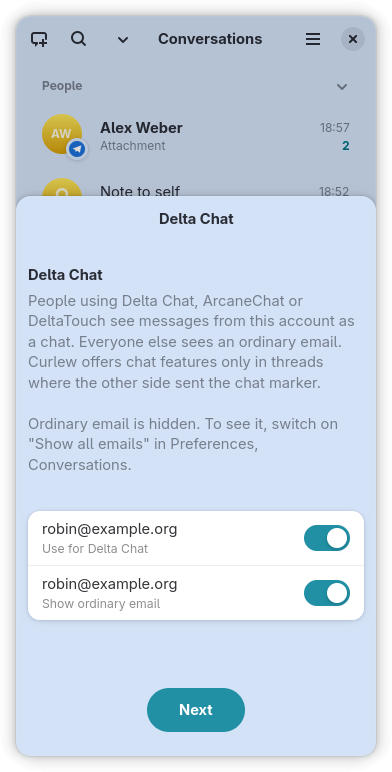 Conversations
People
AW
Alex Weber
18:57
Attachment
2
Note to self
18:52
Delta Chat
Delta Chat
People using Delta Chat, ArcaneChat or
DeltaTouch see messages from this account as
a chat. Everyone else sees an ordinary email.
Curlew offers chat features only in threads
where the other side sent the chat marker.
Ordinary email is hidden. To see it, switch on
"Show all emails" in Preferences,
Conversations.
robin@example.org
Use for Delta Chat
robin@example.org
Show ordinary email
Next